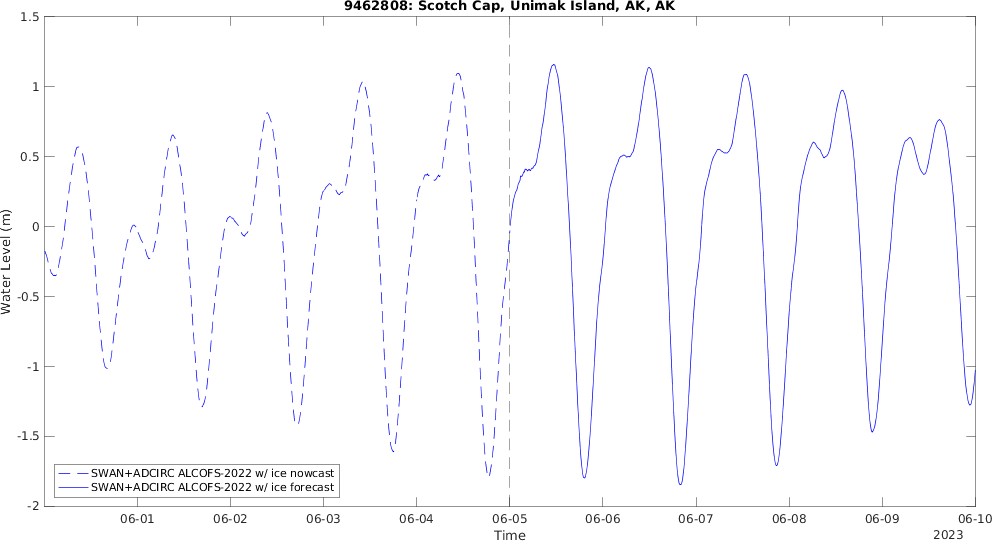 9462808: Scotch Cap, Unimak Island, AK, AK
1.5
1
0.5
0
-0.5
-1
-1.5
-2
Water Level (m)
SWAN+ADCIRC ALCOFS-2022 w/ ice nowcast
SWAN+ADCIRC ALCOFS-2022 w/ ice forecast
06-01 06-02 06-03 06-04 06-05 06-06 06-07 06-08 06-09 06-10
Time
2023